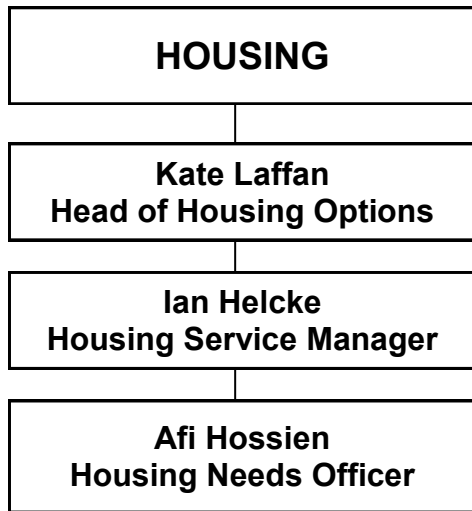 HOUSING
Kate Laffan
Head of Housing Options
Ian Helcke
Housing Service Manager
Afi Hossien
Housing Needs Officer